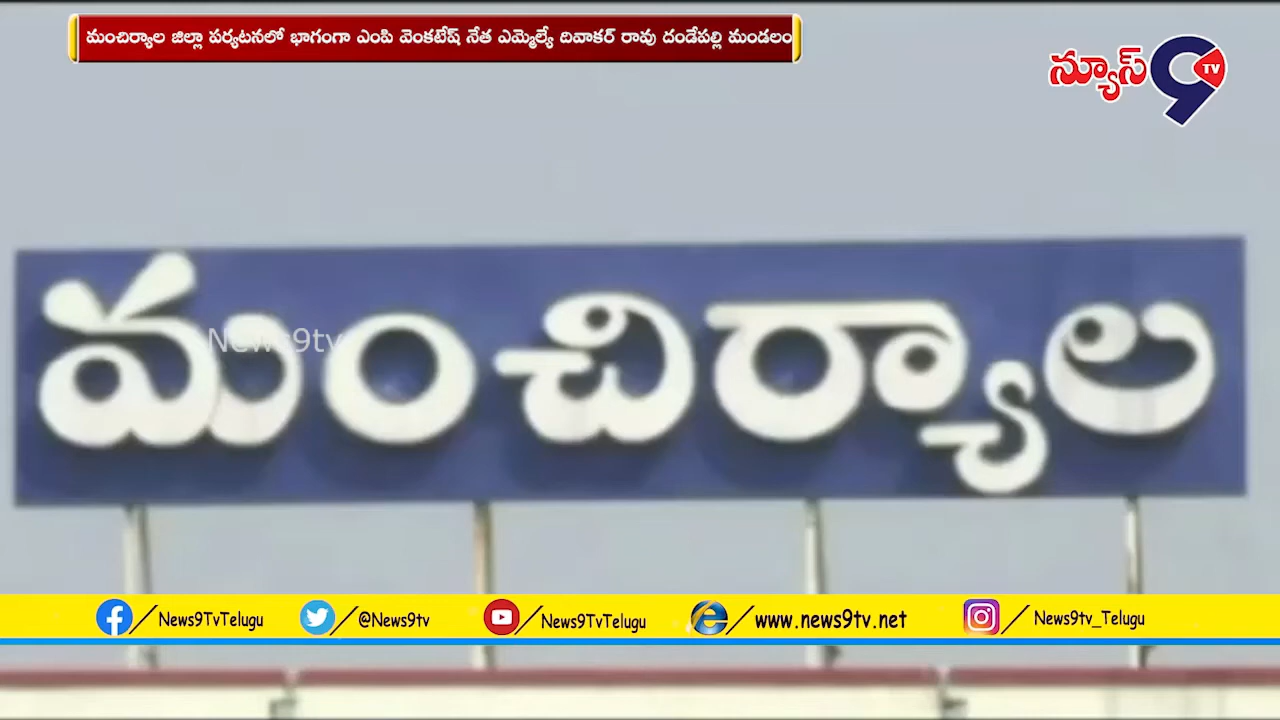 మంచిర్యాల జిల్లా పర్యటనలో భాగంగా ఎంపి వెంకటేష్ నేత ఎమ్మెల్యే దివాకర్ రావు దండేపల్లి మండలం
న్యూస్ 9 TV
మంచిర్యాల
News9tv
News9TvTelugu @News9tv News9TvTelugu www.news9tv.net News9tv_Telugu